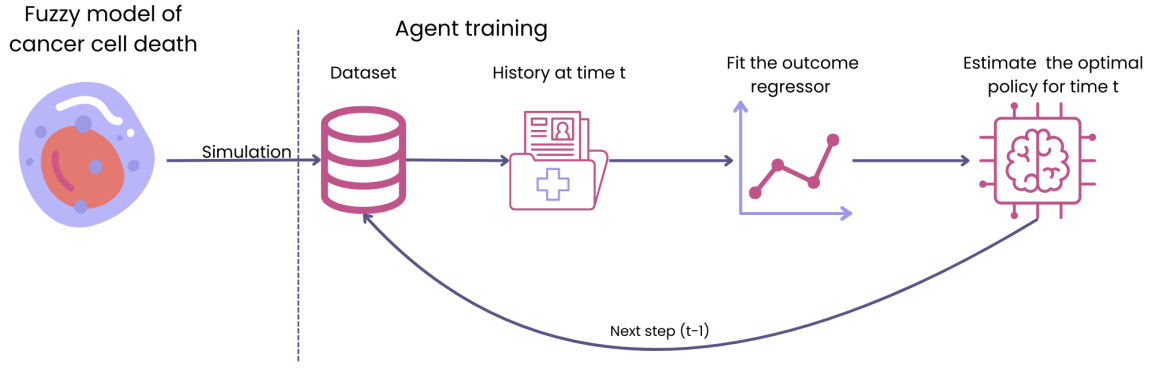 Fuzzy model of
cancer cell death
Agent training
Simulation
Dataset
History at time t
Fit the outcome
regressor
Estimate the optimal
policy for time t
Next step (t-1)